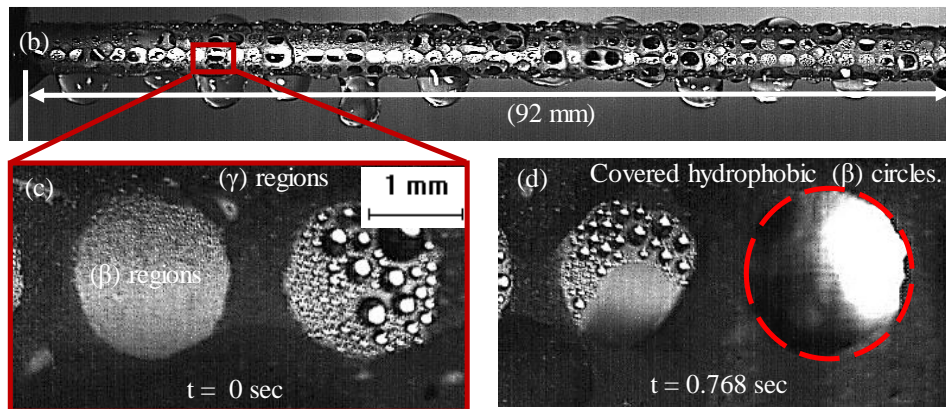 (b)
(92 mm)
(c)
(γ) regions
1 mm
(β) regions
t = 0 sec
(d)
Covered hydrophobic (β) circles.
t = 0.768 sec